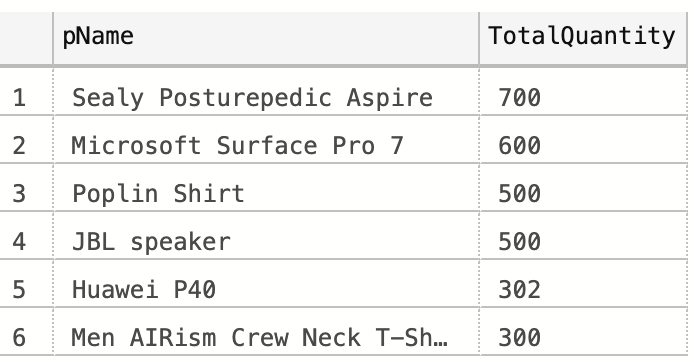 pName TotalQuantity
1 Sealy Posturepedic Aspire 700
2 Microsoft Surface Pro 7 600
3 Poplin Shirt 500
4 JBL speaker 500
5 Huawei P40 302
6 Men AIRism Crew Neck T-Sh… 300